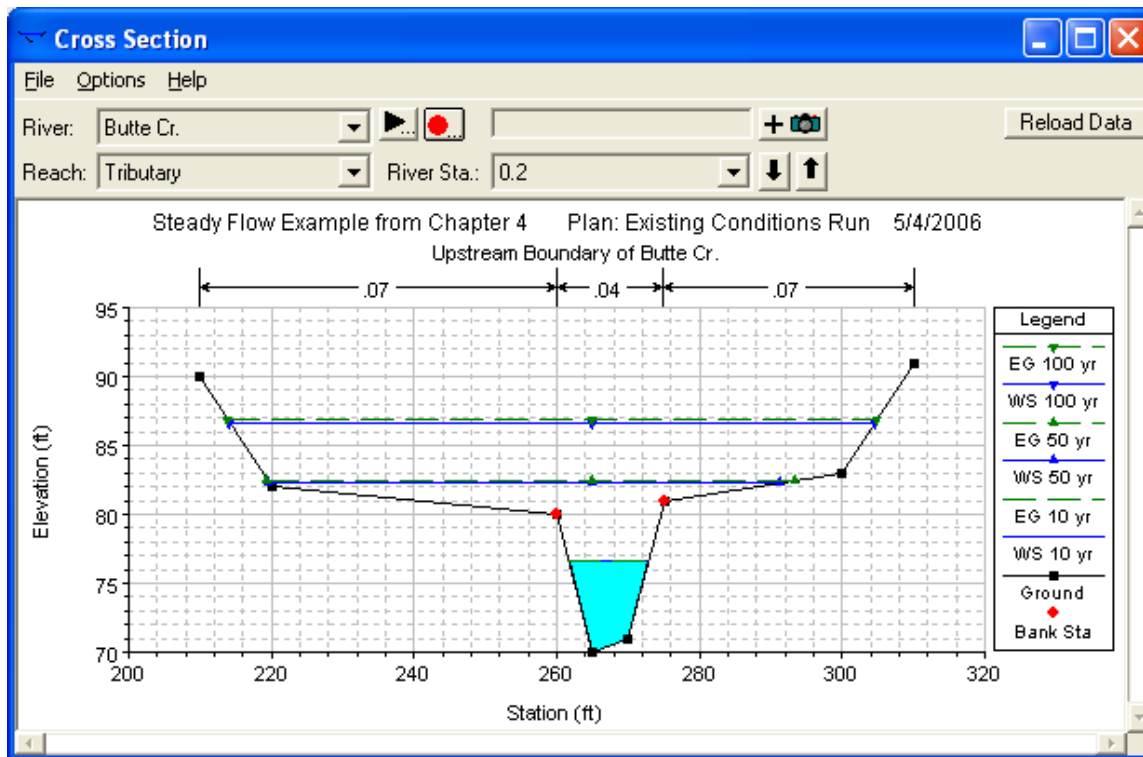 Cross Section
File Options Help
River: Butte Cr. ... ... + Reload Data
Reach: Tributary River Sta.: 0.2
Steady Flow Example from Chapter 4 Plan: Existing Conditions Run 5/4/2006
Upstream Boundary of Butte Cr.
.07 .04 .07
95
90
85
80
75
70
Elevation (ft)
200 220 240 260 280 300 320
Station (ft)
Legend
EG 100 yr
WS 100 yr
EG 50 yr
WS 50 yr
EG 10 yr
WS 10 yr
Ground
Bank Sta